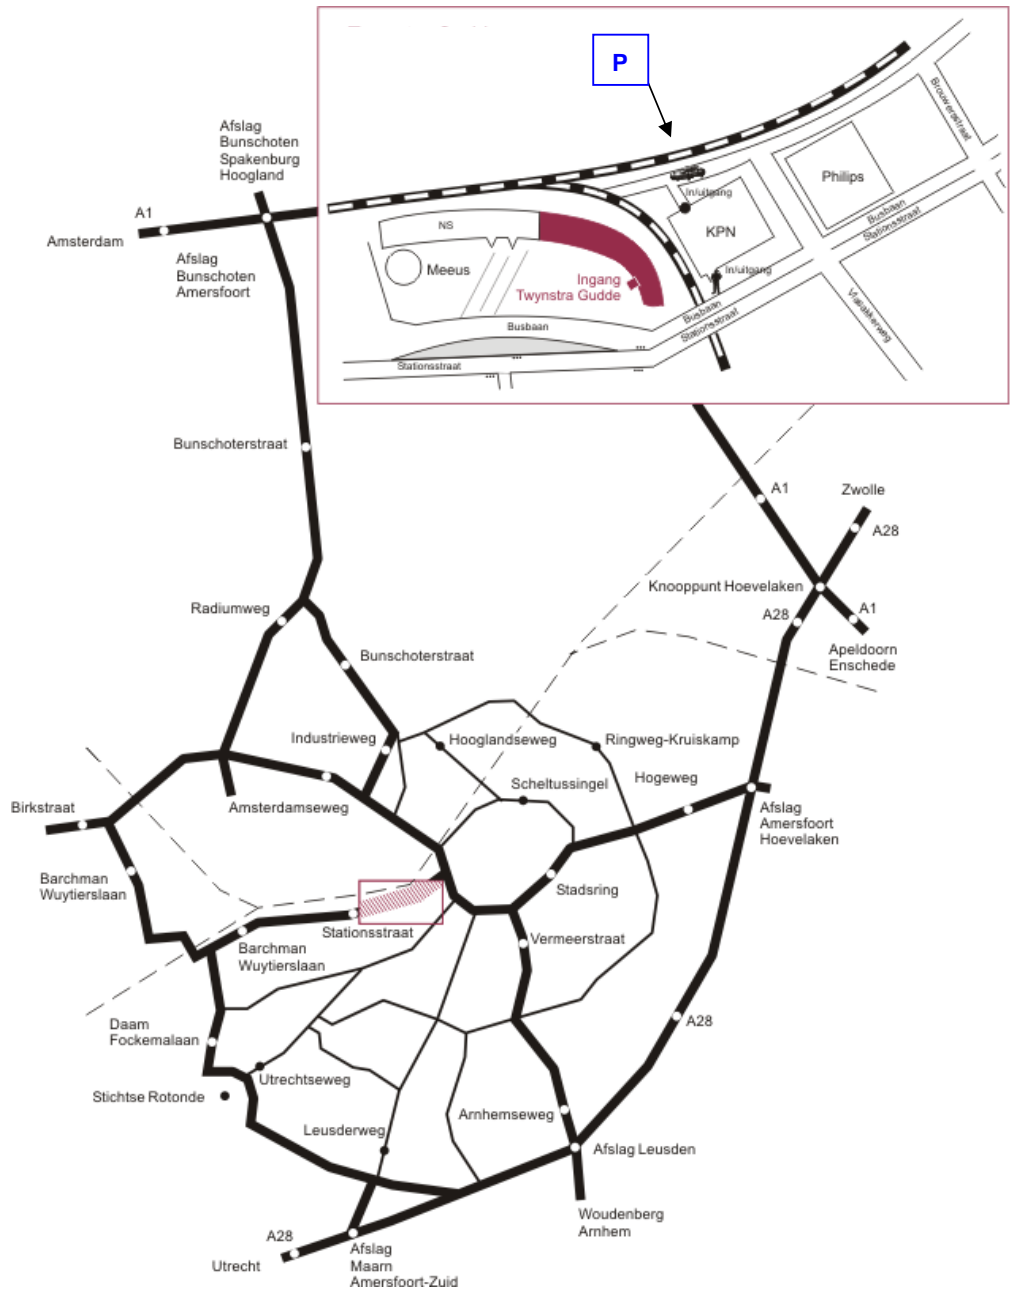 P
Brouwerstraat
Philips
In/uitgang
KPN
Busbaan
Stationsstraat
In/uitgang
NS
Meeus
Ingang
Twynstra Gudde
Busbaan
Stationsstraat
Busbaan
Stationsstraat
Vlasakkerweg
Afslag
Bunschoten
Spakenburg
Hoogland
A1
Amsterdam
Afslag
Bunschoten
Amersfoort
Bunschoterstraat
A1
Zwolle
A28
Knooppunt Hoevelaken
A28
A1
Apeldoorn
Enschede
Radiumweg
Bunschoterstraat
Industrieweg
Hooglandseweg
Ringweg-Kruiskamp
Scheltussingel
Hogeweg
Birkstraat
Amsterdamseweg
Afslag
Amersfoort
Hoevelaken
Barchman
Wuytierslaan
Stadsring
Stationsstraat
Vermeerstraat
Barchman
Wuytierslaan
Daam
Fockemalaan
A28
Utrechtseweg
Stichtse Rotonde
Leusderweg
Arnhemseweg
Afslag Leusden
Woudenberg
Arnhem
A28
Utrecht
Afslag
Maarn
Amersfoort-Zuid